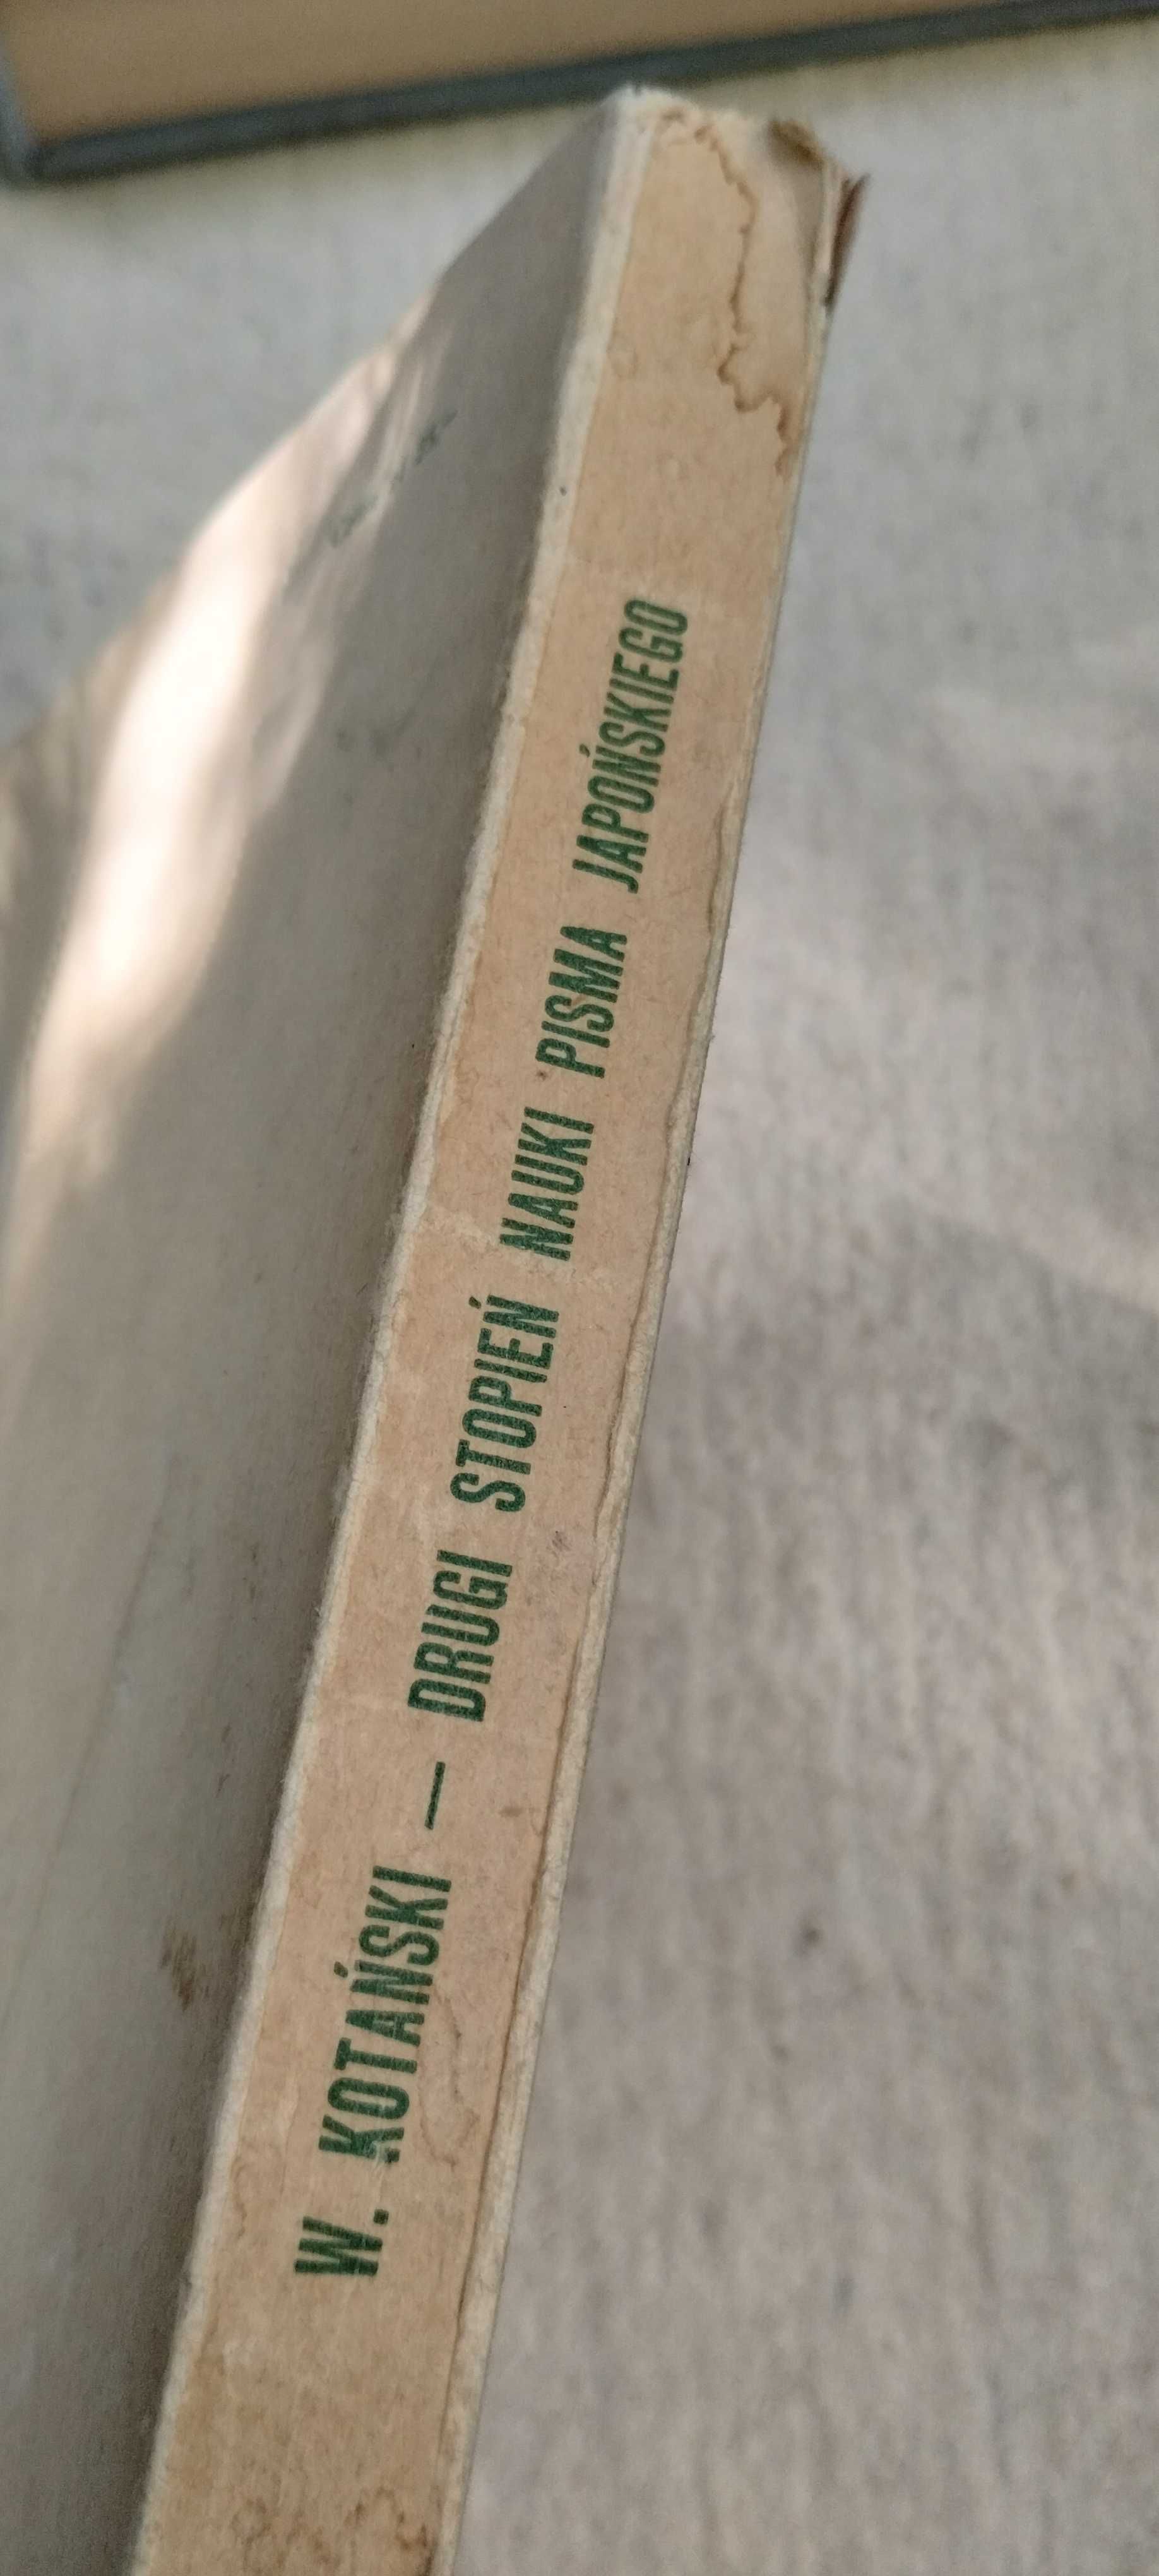 W. KOTAŃSKI — DRUGI STOPIEŃ NAUKI PISMA JAPOŃSKIEGO